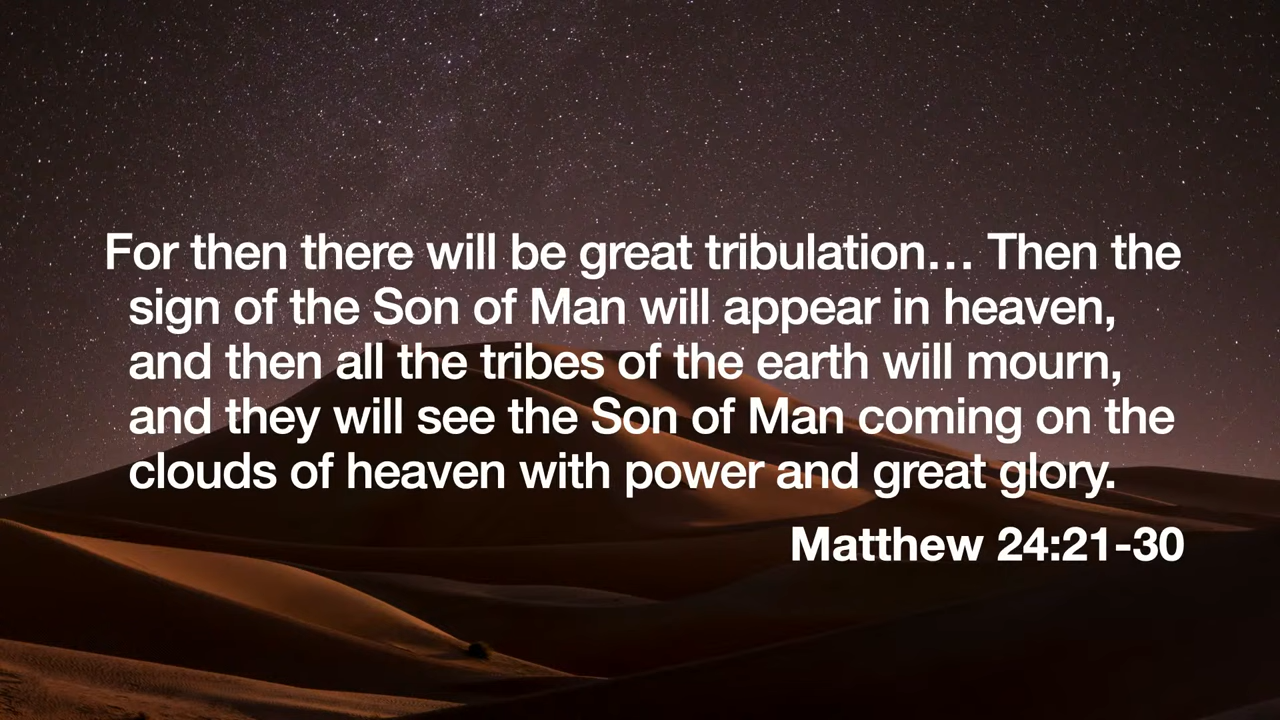 For then there will be great tribulation… Then the
sign of the Son of Man will appear in heaven,
and then all the tribes of the earth will mourn,
and they will see the Son of Man coming on the
clouds of heaven with power and great glory.
Matthew 24:21-30